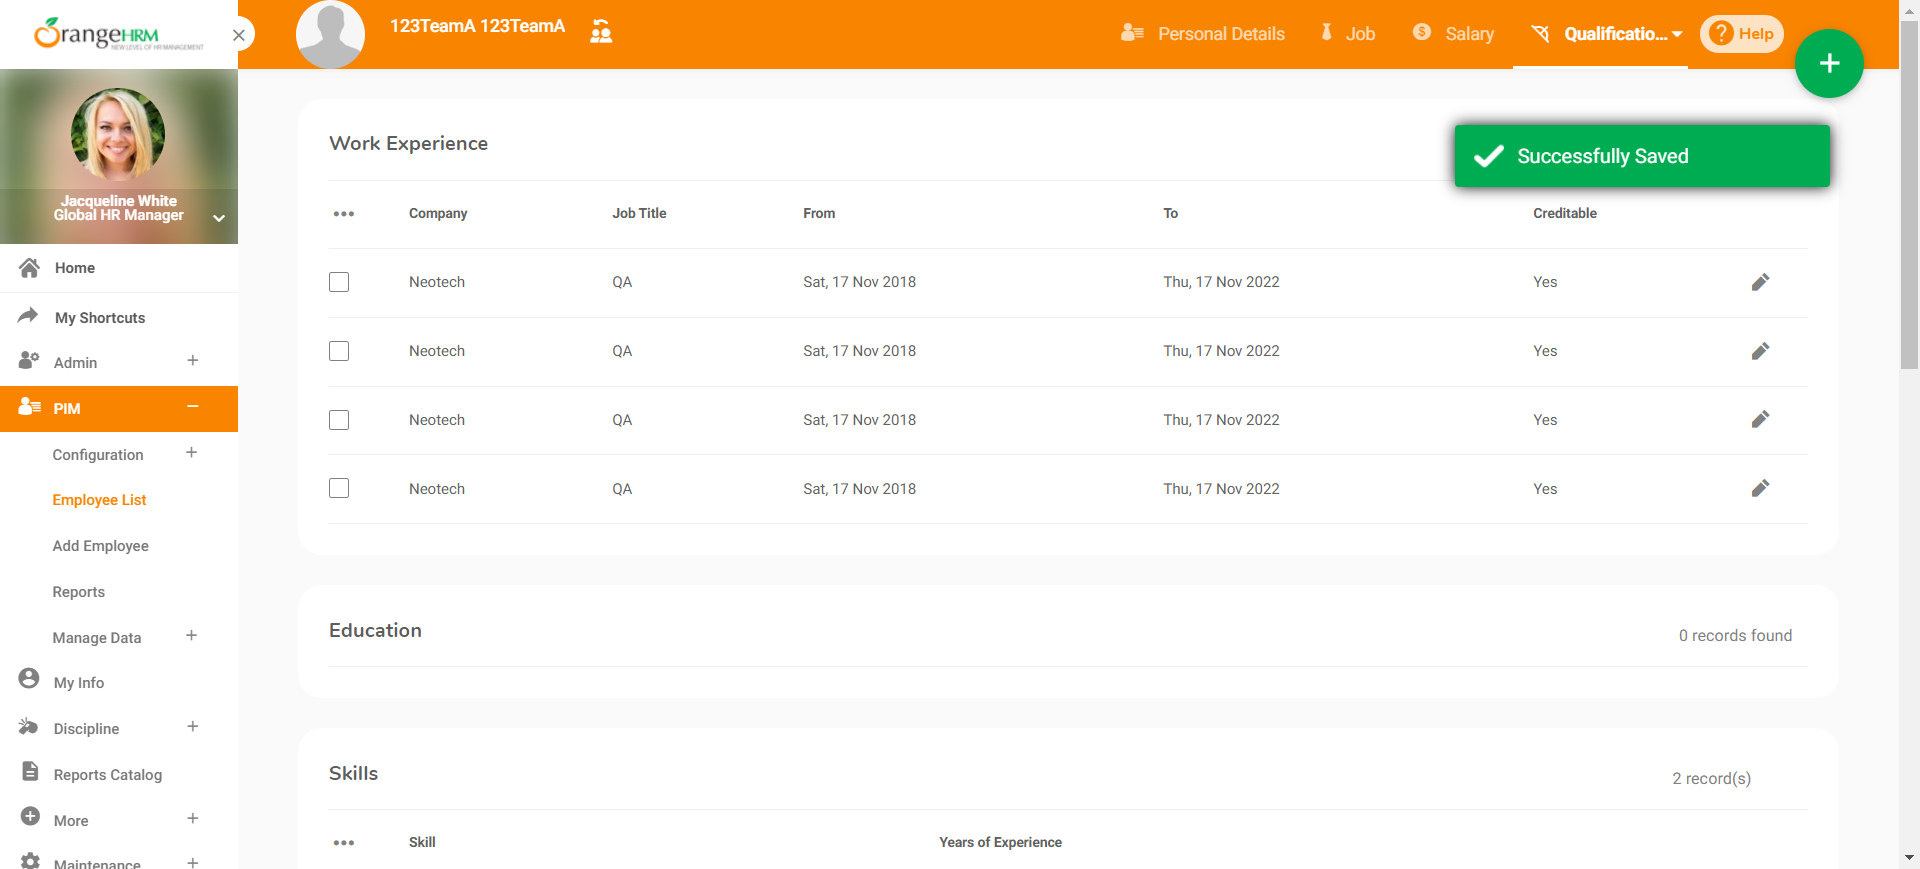 OrangeHRM
NEW LEVEL OF HR MANAGEMENT
123TeamA 123TeamA
Personal Details
Job
Salary
Qualificatio...
Help
Successfully Saved
Jacqueline White
Global HR Manager
Home
My Shortcuts
Admin
PIM
Configuration
Employee List
Add Employee
Reports
Manage Data
My Info
Discipline
Reports Catalog
More
Maintenance
Work Experience
Company Job Title From To Creditable
Neotech QA Sat, 17 Nov 2018 Thu, 17 Nov 2022 Yes
Neotech QA Sat, 17 Nov 2018 Thu, 17 Nov 2022 Yes
Neotech QA Sat, 17 Nov 2018 Thu, 17 Nov 2022 Yes
Neotech QA Sat, 17 Nov 2018 Thu, 17 Nov 2022 Yes
Education
0 records found
Skills
2 record(s)
Skill Years of Experience